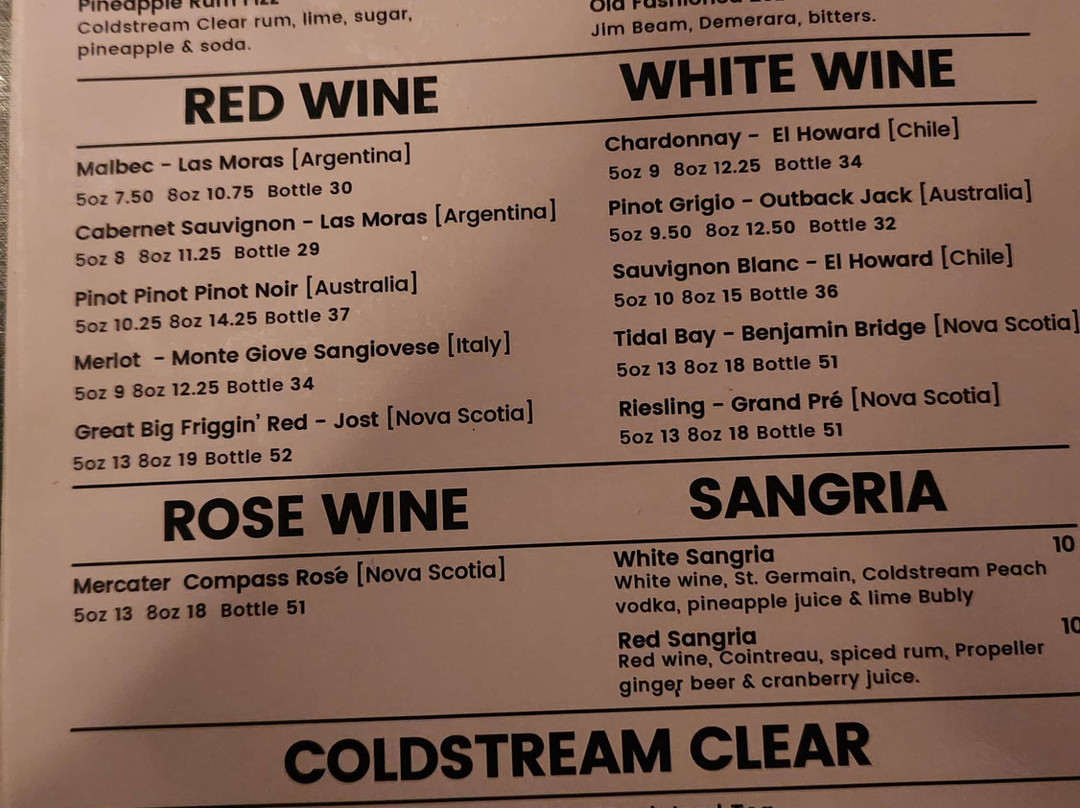 Pineapple Rum Fizz
Coldstream Clear rum, lime, sugar,
pineapple & soda.
Old Fashioned
Jim Beam, Demerara, bitters.
RED WINE
Malbec - Las Moras [Argentina]
5oz 7.50 8oz 10.75 Bottle 30
Cabernet Sauvignon - Las Moras [Argentina]
5oz 8 8oz 11.25 Bottle 29
Pinot Pinot Pinot Noir [Australia]
5oz 10.25 8oz 14.25 Bottle 37
Merlot - Monte Giove Sangiovese [Italy]
5oz 9 8oz 12.25 Bottle 34
Great Big Friggin' Red - Jost [Nova Scotia]
5oz 13 8oz 19 Bottle 52
WHITE WINE
Chardonnay - El Howard [Chile]
5oz 9 8oz 12.25 Bottle 34
Pinot Grigio - Outback Jack [Australia]
5oz 9.50 8oz 12.50 Bottle 32
Sauvignon Blanc - El Howard [Chile]
5oz 10 8oz 15 Bottle 36
Tidal Bay - Benjamin Bridge [Nova Scotia]
5oz 13 8oz 18 Bottle 51
Riesling - Grand Pré [Nova Scotia]
5oz 13 8oz 18 Bottle 51
ROSE WINE
Mercater Compass Rosé [Nova Scotia]
5oz 13 8oz 18 Bottle 51
SANGRIA
White Sangria 10
White wine, St. Germain, Coldstream Peach
vodka, pineapple juice & lime Bubly
Red Sangria 10
Red wine, Cointreau, spiced rum, Propeller
ginger beer & cranberry juice.
COLDSTREAM CLEAR